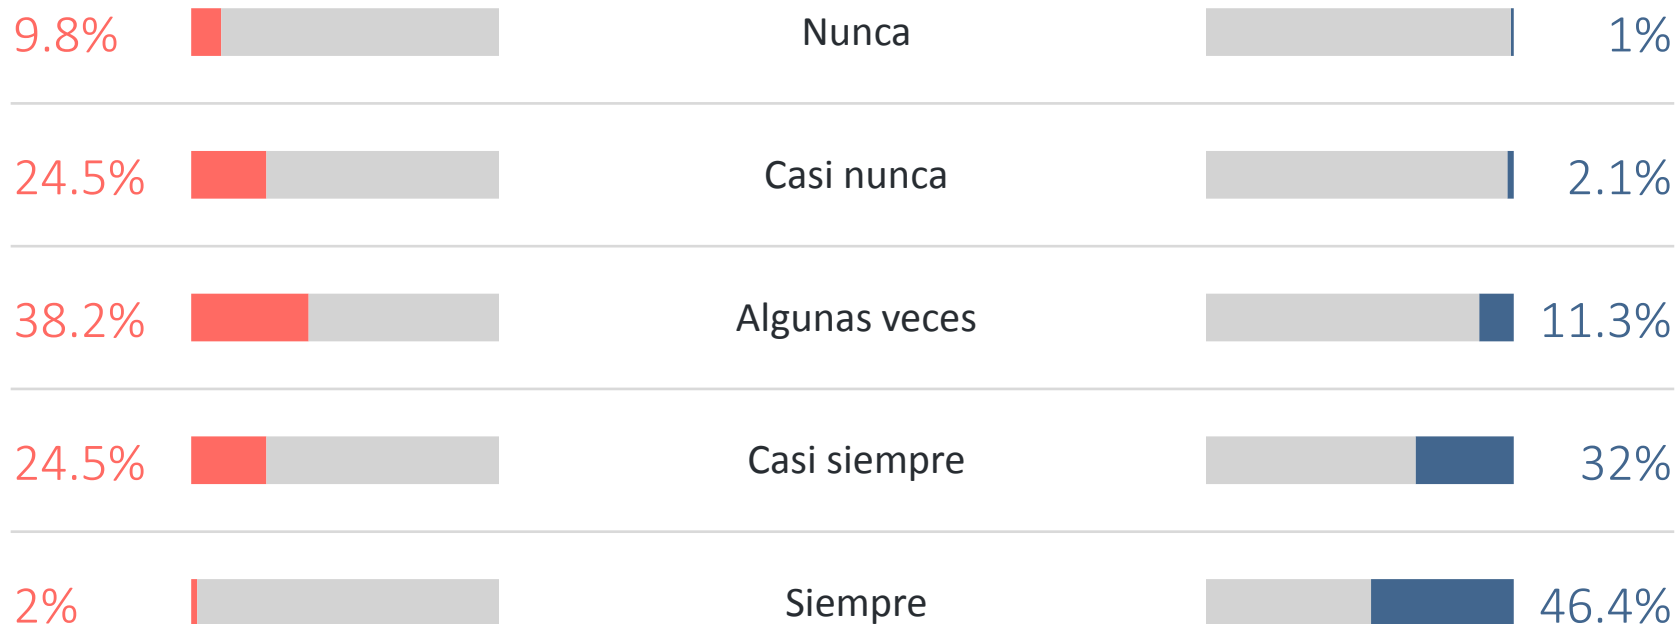 9.8% Nunca 1%
24.5% Casi nunca 2.1%
38.2% Algunas veces 11.3%
24.5% Casi siempre 32%
2% Siempre 46.4%